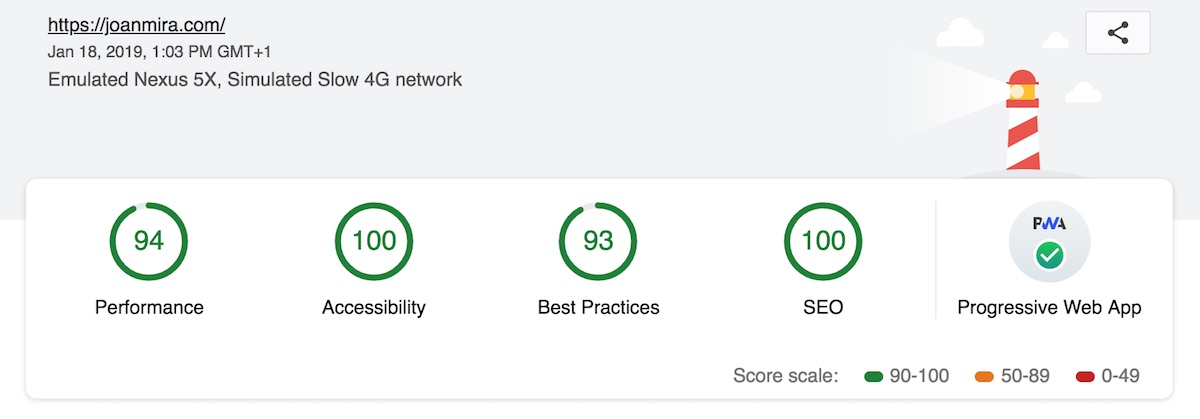 https://joanmira.com/
Jan 18, 2019, 1:03 PM GMT+1
Emulated Nexus 5X, Simulated Slow 4G network
94 100 93 100 PWA
Performance Accessibility Best Practices SEO Progressive Web App
Score scale: 90-100 50-89 0-49